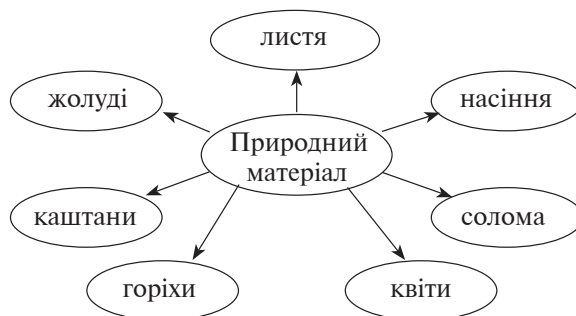 листя
жолуді
насіння
Природний
матеріал
каштани
солома
горіхи
квіти